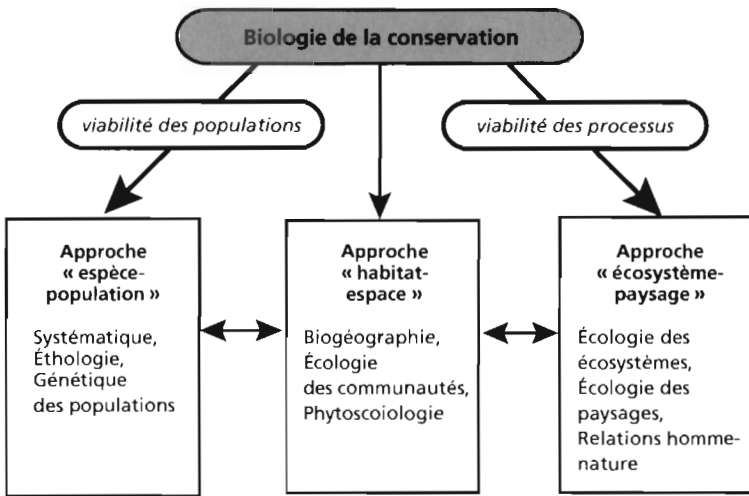 Biologie de la conservation
viabilité des populations
viabilité des processus
Approche
« espèce-
population »
Systématique,
Éthologie,
Génétique
des populations
Approche
« habitat-
espace »
Biogéographie,
Écologie
des communautés,
Phytoscoiologie
Approche
« écosystème-
paysage »
Écologie des
écosystèmes,
Écologie des
paysages,
Relations homme-
nature